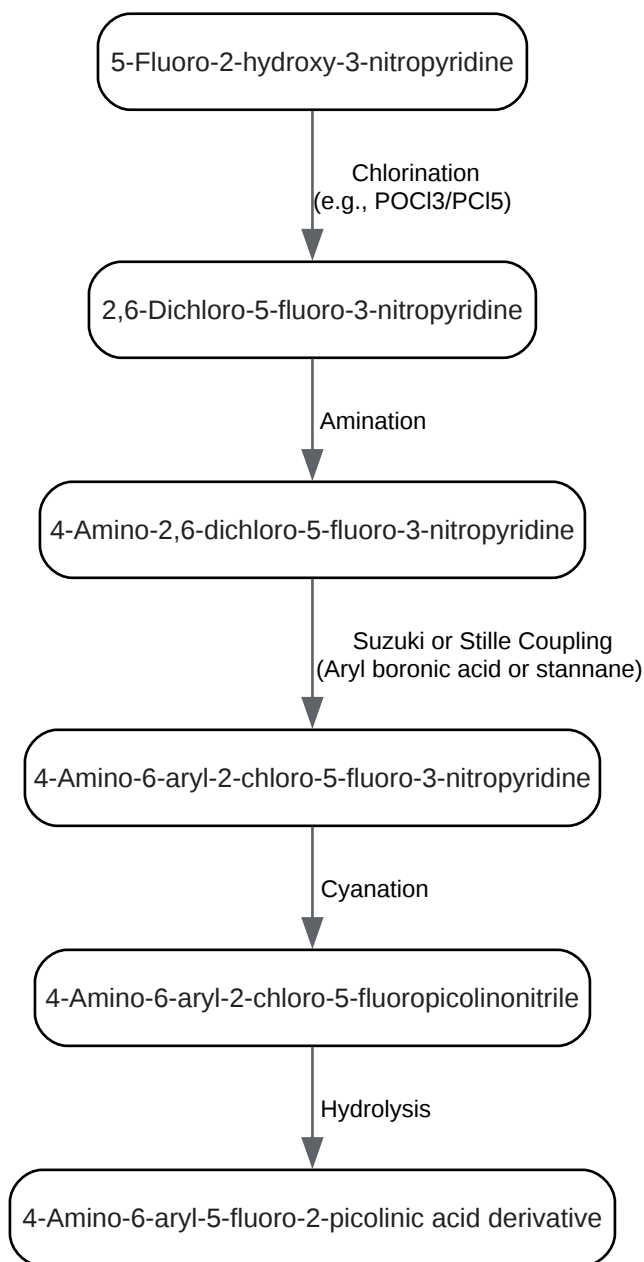 5-Fluoro-2-hydroxy-3-nitropyridine
Chlorination
(e.g., POCl3/PCl5)
2,6-Dichloro-5-fluoro-3-nitropyridine
Amination
4-Amino-2,6-dichloro-5-fluoro-3-nitropyridine
Suzuki or Stille Coupling
(Aryl boronic acid or stannane)
4-Amino-6-aryl-2-chloro-5-fluoro-3-nitropyridine
Cyanation
4-Amino-6-aryl-2-chloro-5-fluoropicolinonitrile
Hydrolysis
4-Amino-6-aryl-5-fluoro-2-picolinic acid derivative